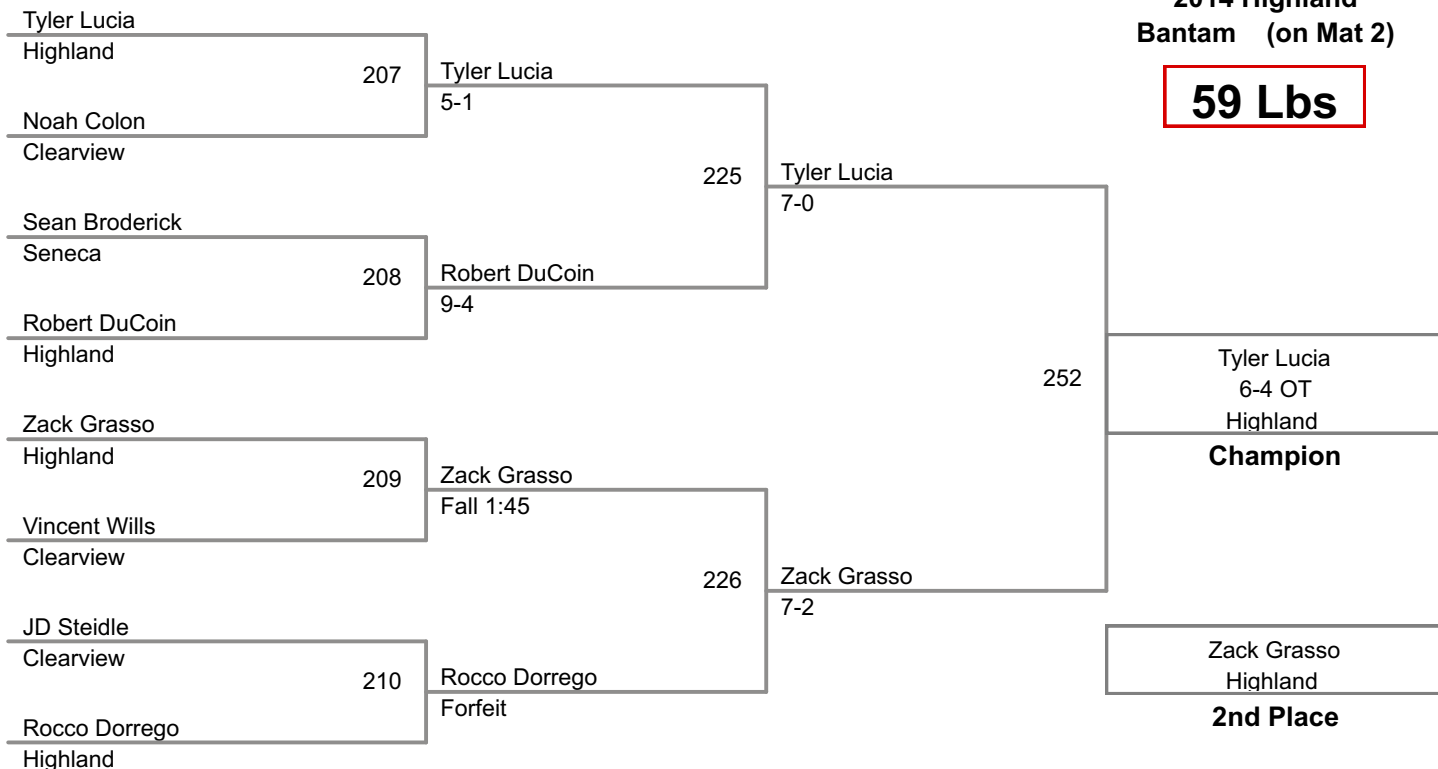 2014 Highland
Bantam (on Mat 2)
59 Lbs
Tyler Lucia
Highland
207
Noah Colon
Clearview
Tyler Lucia
5-1
Sean Broderick
Seneca
208
Robert DuCoin
Highland
Robert DuCoin
9-4
225
Tyler Lucia
7-0
Zack Grasso
Highland
209
Vincent Wills
Clearview
Zack Grasso
Fall 1:45
JD Steidle
Clearview
210
Rocco Dorrego
Highland
Rocco Dorrego
Forfeit
226
Zack Grasso
7-2
252
Tyler Lucia
6-4 OT
Highland
Champion
Zack Grasso
Highland
2nd Place